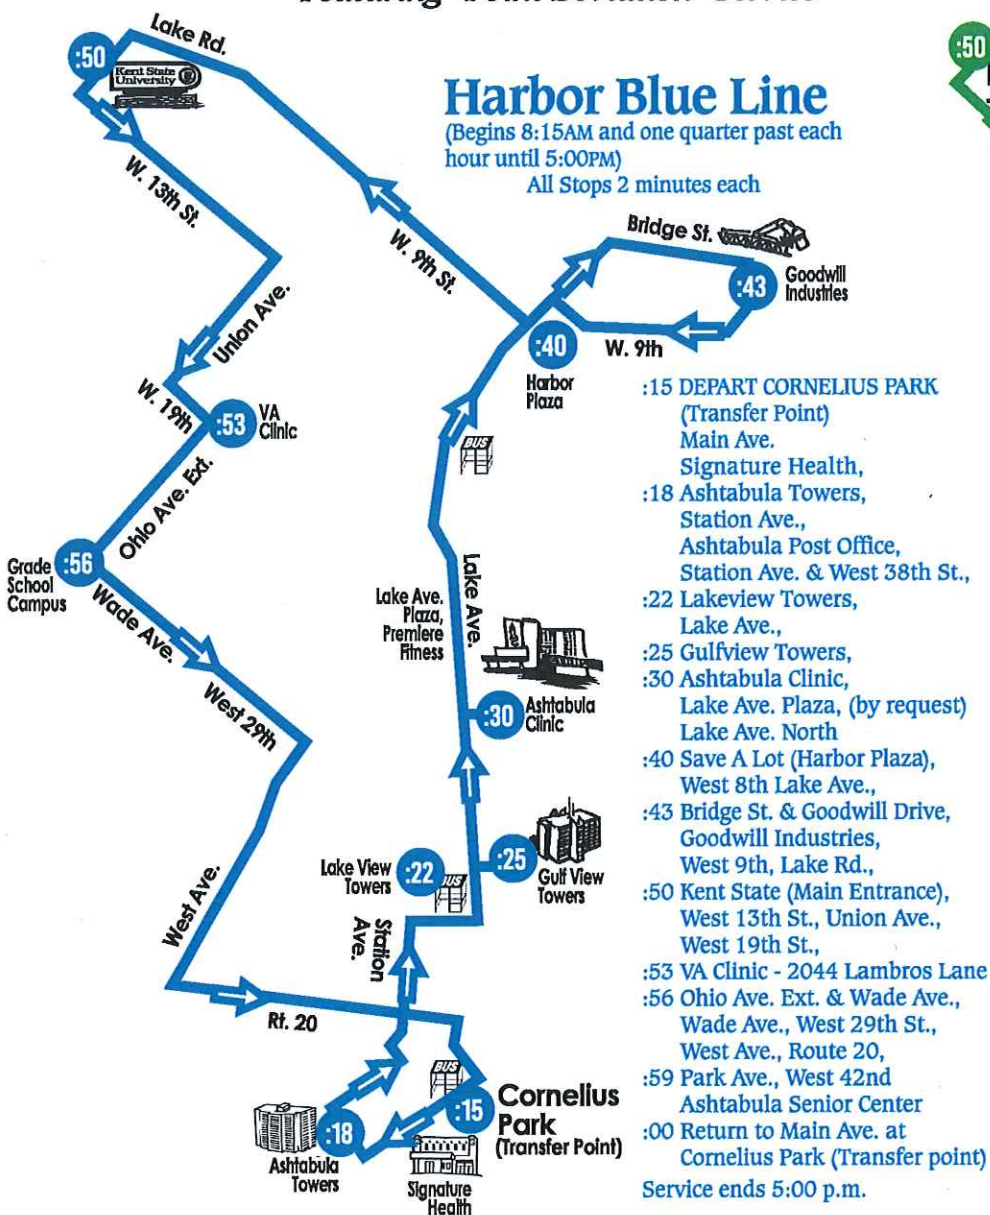 :50
Lake Rd.
Kent State
University
Harbor Blue Line
(Begins 8:15AM and one quarter past each
hour until 5:00PM)
All Stops 2 minutes each
:50
W. 13th St.
W. 9th St.
Bridge St.
:43
Goodwill
Industries
Union Ave.
:40
W. 9th
Harbor
Plaza
W. 19th
:53
VA
Clinic
BUS
Ohio Ave. Ext.
:56
Grade
School
Campus
Wade Ave.
Lake Ave.
Lake Ave.
Plaza,
Premiere
Fitness
West 29th
:30
Ashtabula
Clinic
Lake View
Towers
:22
BUS
:25
Gulf View
Towers
West Ave.
Station
Ave.
Rt. 20
BUS
:15
Cornelius
Park
(Transfer Point)
:18
Ashtabula
Towers
Signature
Health
:15 DEPART CORNELIUS PARK
(Transfer Point)
Main Ave.
Signature Health,
:18 Ashtabula Towers,
Station Ave.,
Ashtabula Post Office,
Station Ave. & West 38th St.,
:22 Lakeview Towers,
Lake Ave.,
:25 Gulfview Towers,
:30 Ashtabula Clinic,
Lake Ave. Plaza, (by request)
Lake Ave. North
:40 Save A Lot (Harbor Plaza),
West 8th Lake Ave.,
:43 Bridge St. & Goodwill Drive,
Goodwill Industries,
West 9th, Lake Rd.,
:50 Kent State (Main Entrance),
West 13th St., Union Ave.,
West 19th St.,
:53 VA Clinic - 2044 Lambros Lane
:56 Ohio Ave. Ext. & Wade Ave.,
Wade Ave., West 29th St.,
West Ave., Route 20,
:59 Park Ave., West 42nd
Ashtabula Senior Center
:00 Return to Main Ave. at
Cornelius Park (Transfer point)
Service ends 5:00 p.m.